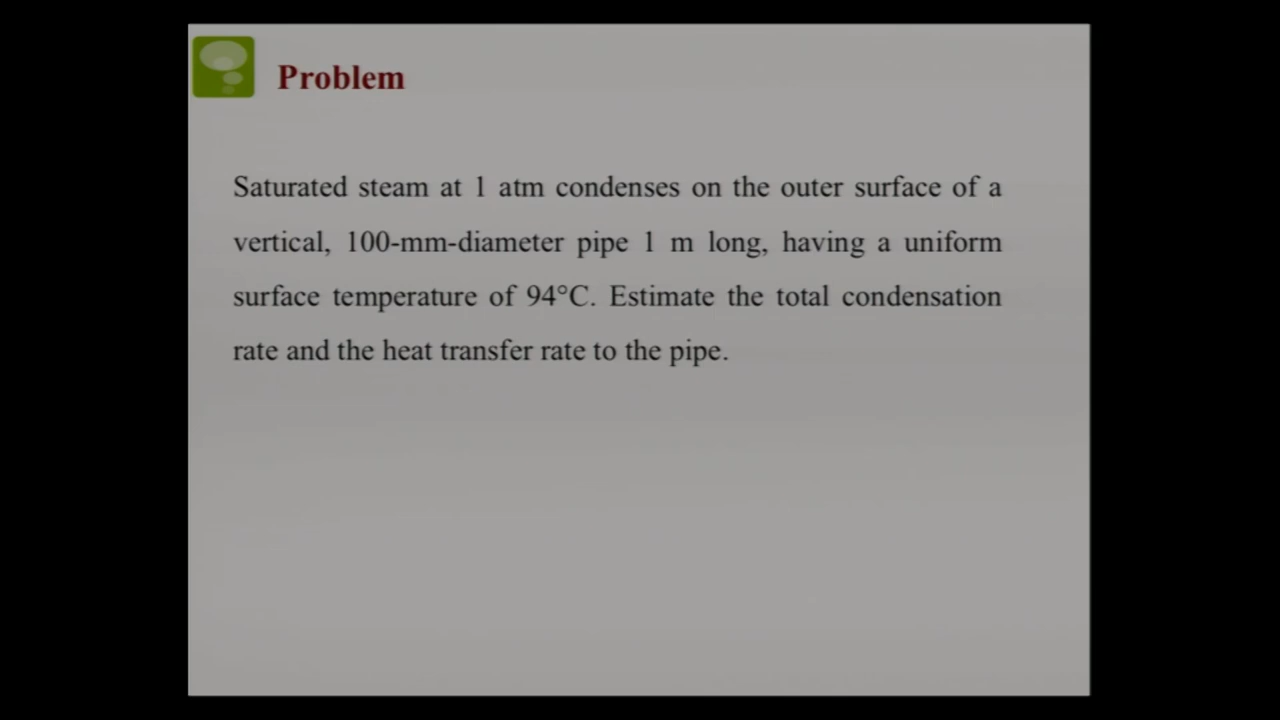 Problem
Saturated steam at 1 atm condenses on the outer surface of a
vertical, 100-mm-diameter pipe 1 m long, having a uniform
surface temperature of 94°C. Estimate the total condensation
rate and the heat transfer rate to the pipe.